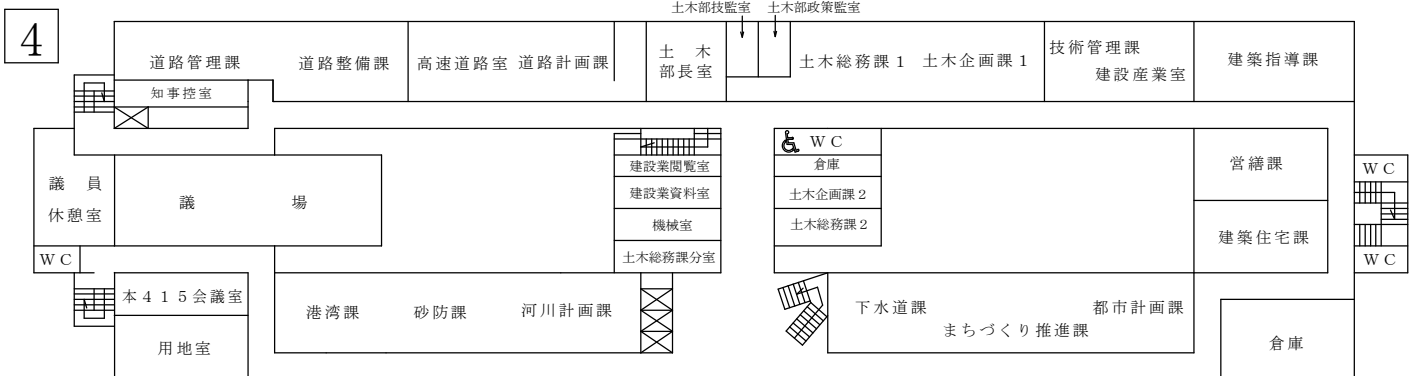 4
土木部技監室 土木部政策監室
道路管理課
道路整備課
高速道路室 道路計画課
土木
部長室
土木総務課1 土木企画課1
技術管理課
建設産業室
建築指導課
知事控室
議員
休憩室
議場
WC
建設業閲覧室
建設業資料室
機械室
土木総務課分室
WC
倉庫
土木企画課2
土木総務課2
営繕課
建築住宅課
WC
WC
本415会議室
用地室
港湾課
砂防課
河川計画課
下水道課
まちづくり推進課
都市計画課
倉庫